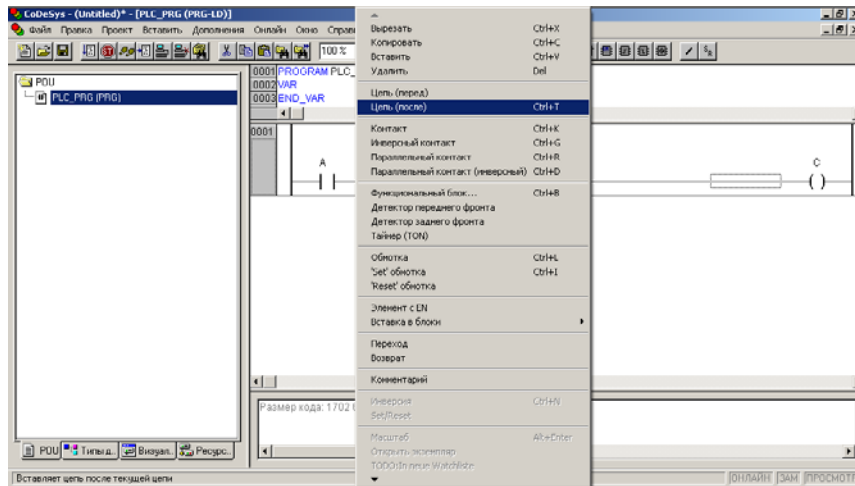 CoDeSys - (Untitled)* - [PLC_PRG (PRG-LD)]
Файл Правка Проект Вставить Дополнения Онлайн Окно Справ
100 %
POU
PLC_PRG (PRG)
0001 PROGRAM PLC_
0002 VAR
0003 END_VAR
0001
A
C
Вырезать Ctrl+X
Копировать Ctrl+C
Вставить Ctrl+V
Удалить Del
Цепь (перед)
Цепь (после) Ctrl+T
Контакт Ctrl+K
Инверсный контакт Ctrl+G
Параллельный контакт Ctrl+R
Параллельный контакт (инверсный) Ctrl+D
Функциональный блок... Ctrl+B
Детектор переднего фронта
Детектор заднего фронта
Таймер (TON)
Обмотка Ctrl+L
'Set' обмотка Ctrl+I
'Reset' обмотка
Элемент с EN
Вставка в блоки
Переход
Возврат
Комментарий
Инверсия Ctrl+N
Set/Reset
Масштаб Alt+Enter
Открыть экземпляр
TODO:In neue Watchliste
Размер кода: 1702
POU Типы д.. Визуал.. Ресурс..
Вставляет цепь после текущей цепи
ОНЛАЙН ЗАМ ПРОСМОТР